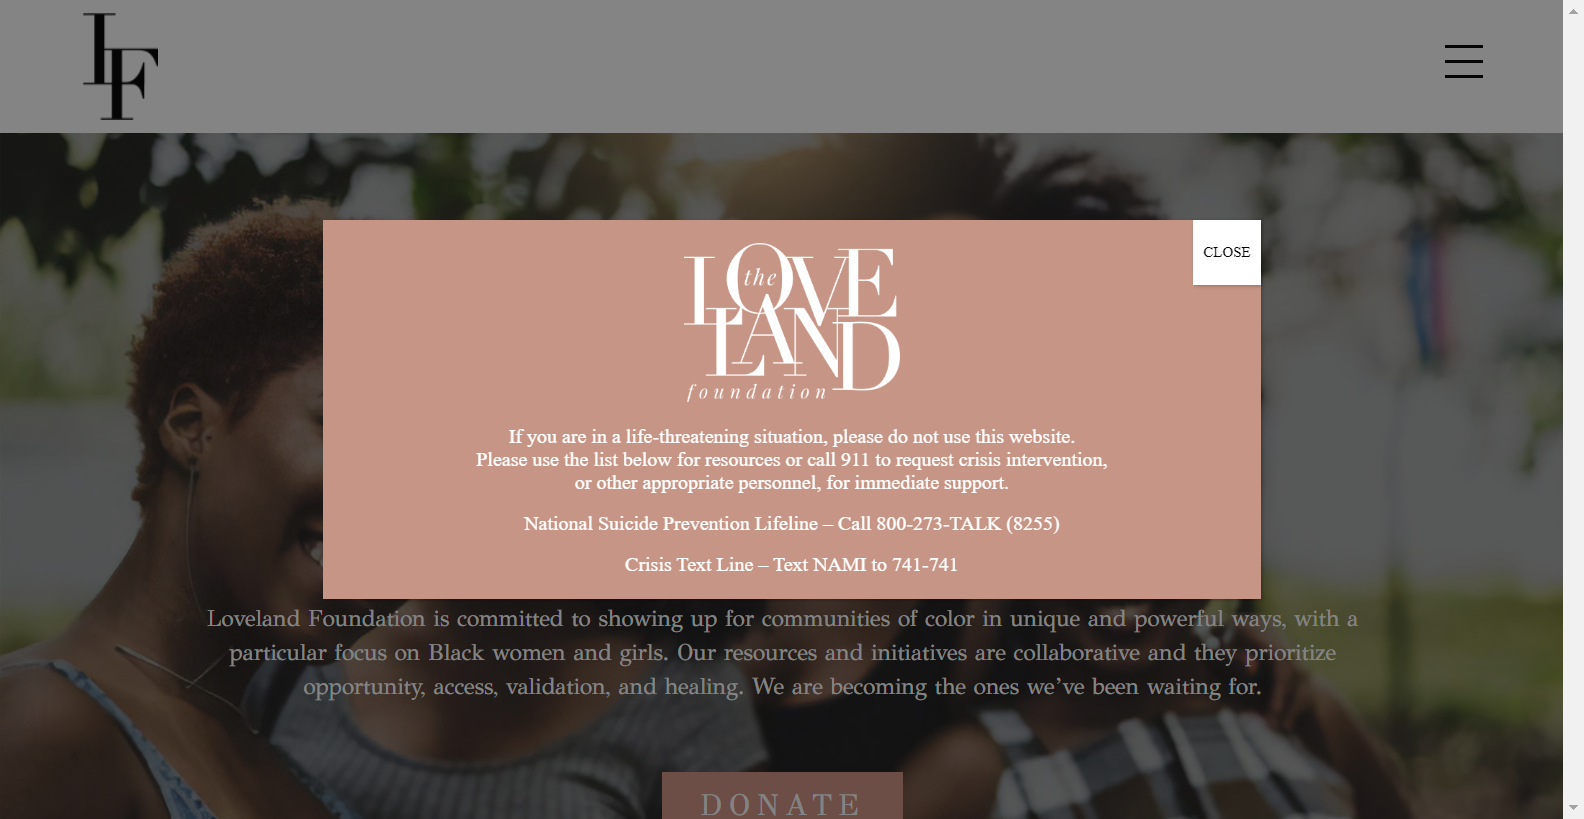 LF
CLOSE
the
LOVE
LAND
foundation
If you are in a life-threatening situation, please do not use this website.
Please use the list below for resources or call 911 to request crisis intervention,
or other appropriate personnel, for immediate support.
National Suicide Prevention Lifeline – Call 800-273-TALK (8255)
Crisis Text Line – Text NAMI to 741-741
Loveland Foundation is committed to showing up for communities of color in unique and powerful ways, with a
particular focus on Black women and girls. Our resources and initiatives are collaborative and they prioritize
opportunity, access, validation, and healing. We are becoming the ones we’ve been waiting for.
DONATE